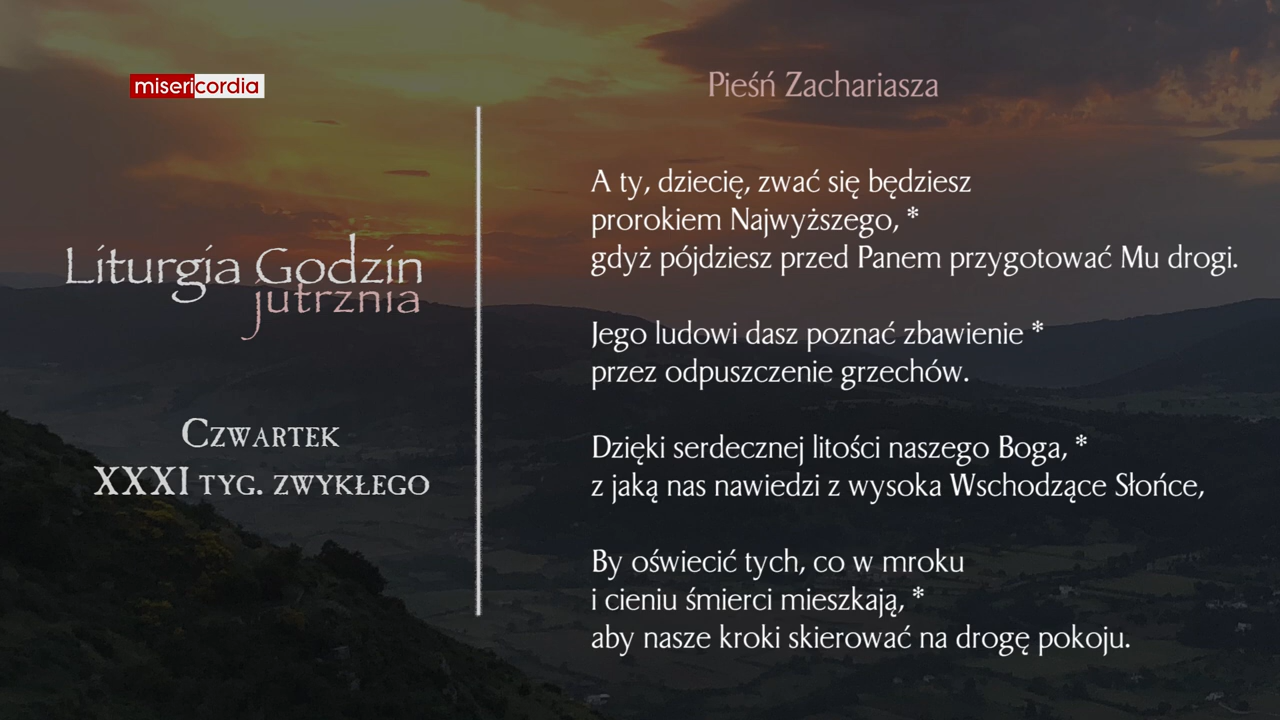 misericordia
Liturgia Godzin
jutrznia
Czwartek
XXXI tyg. zwykłego
Pieśń Zachariasza
A ty, dziecię, zwać się będziesz
prorokiem Najwyższego, *
gdyż pójdziesz przed Panem przygotować Mu drogi.
Jego ludowi dasz poznać zbawienie *
przez odpuszczenie grzechów.
Dzięki serdecznej litości naszego Boga, *
z jaką nas nawiedzi z wysoka Wschodzące Słońce,
By oświecić tych, co w mroku
i cieniu śmierci mieszkają, *
aby nasze kroki skierować na drogę pokoju.